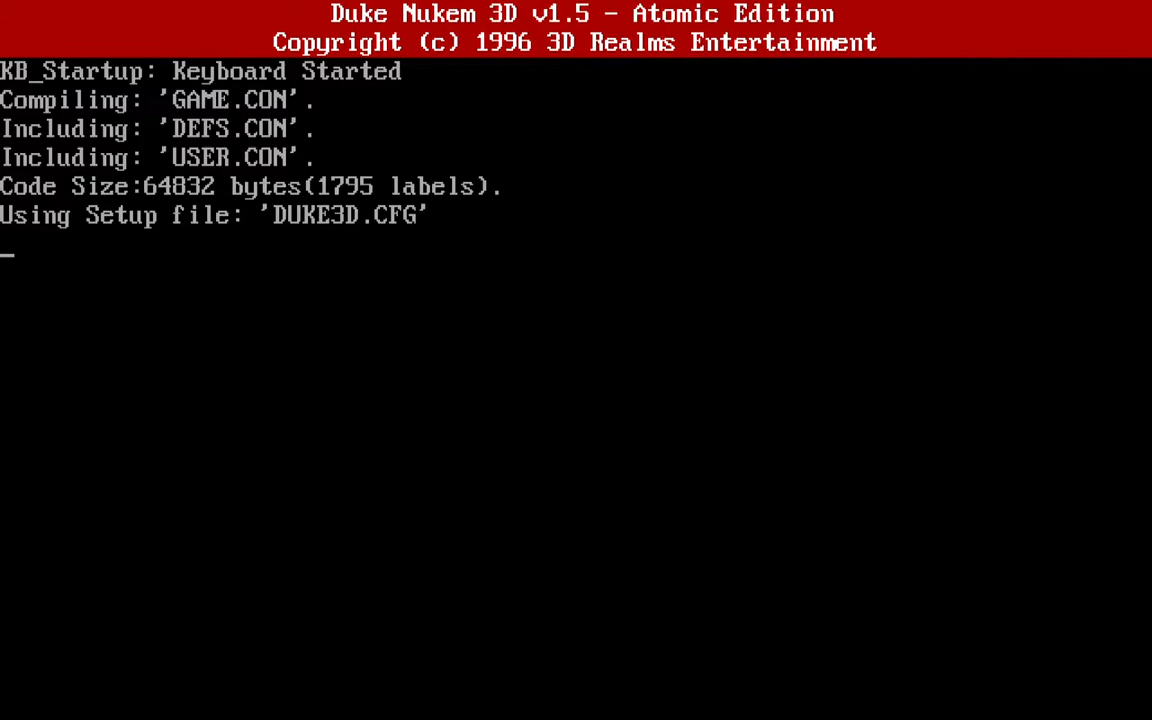 Duke Nukem 3D v1.5 - Atomic Edition
Copyright (c) 1996 3D Realms Entertainment
KB_Startup: Keyboard Started
Compiling: 'GAME.CON'.
Including: 'DEFS.CON'.
Including: 'USER.CON'.
Code Size:64832 bytes(1795 labels).
Using Setup file: 'DUKE3D.CFG'
_